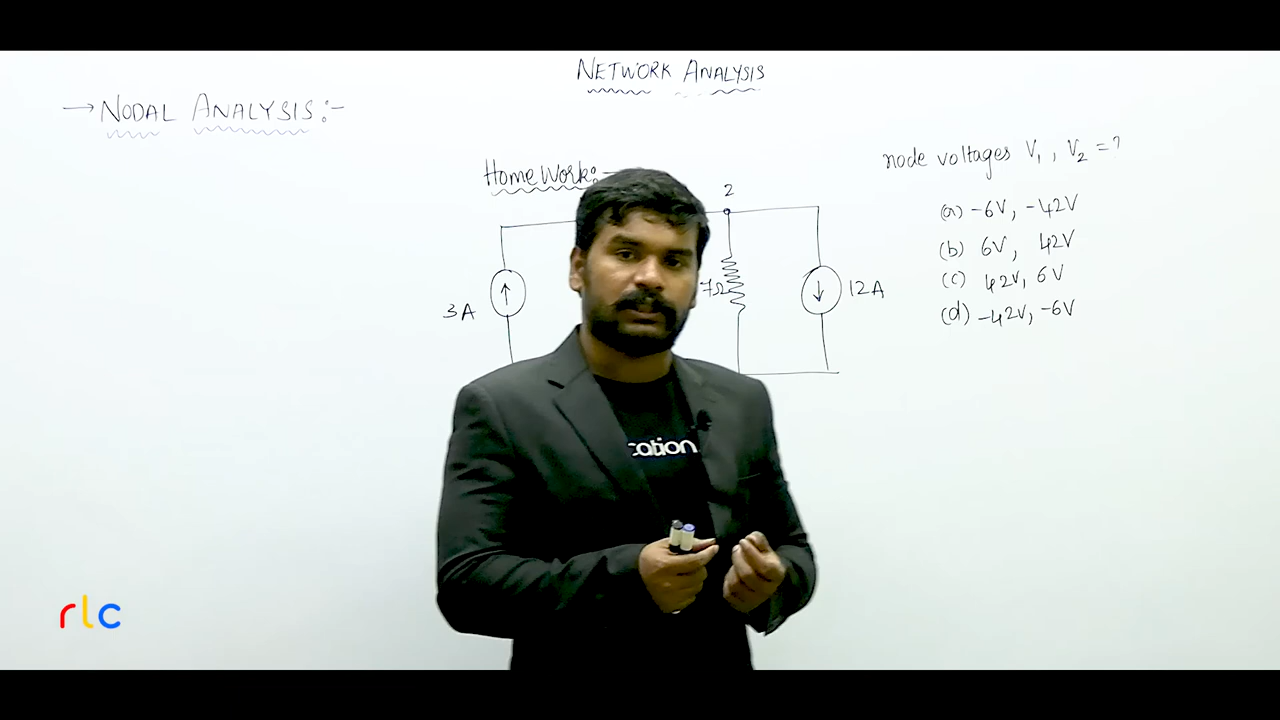 NETWORK ANALYSIS
→ NODAL ANALYSIS:-
Home Work:-
node voltages V₁, V₂ = ?
2
(a) -6V, -42V
(b) 6V, 42V
(c) 42V, 6V
(d) -42V, -6V
3A
7Ω
12A
cation
rlc